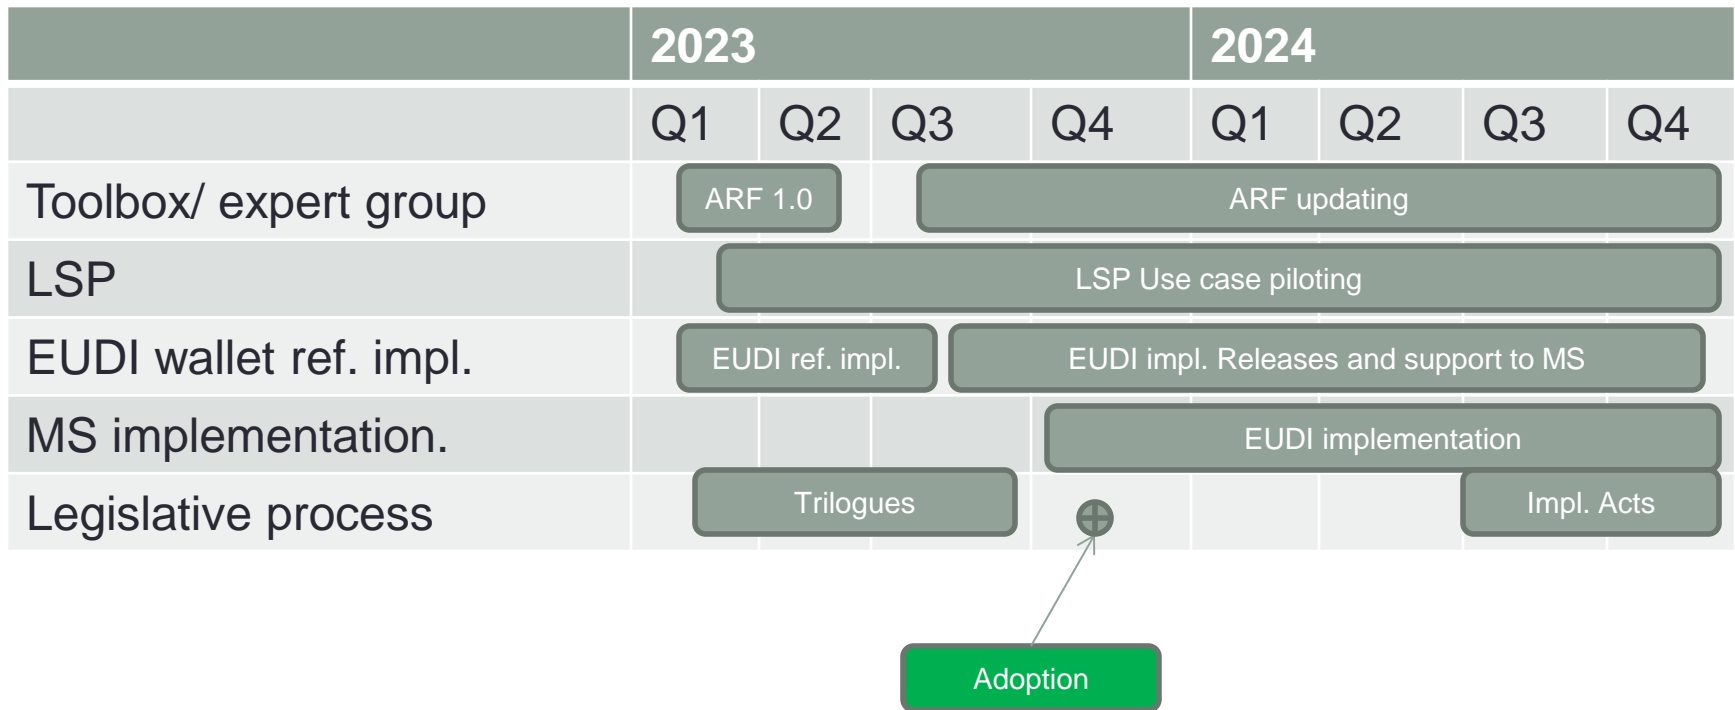 2023 2024
Q1 Q2 Q3 Q4 Q1 Q2 Q3 Q4
Toolbox/ expert group ARF 1.0 ARF updating
LSP LSP Use case piloting
EUDI wallet ref. impl. EUDI ref. impl. EUDI impl. Releases and support to MS
MS implementation. EUDI implementation
Legislative process Trilogues Impl. Acts
Adoption